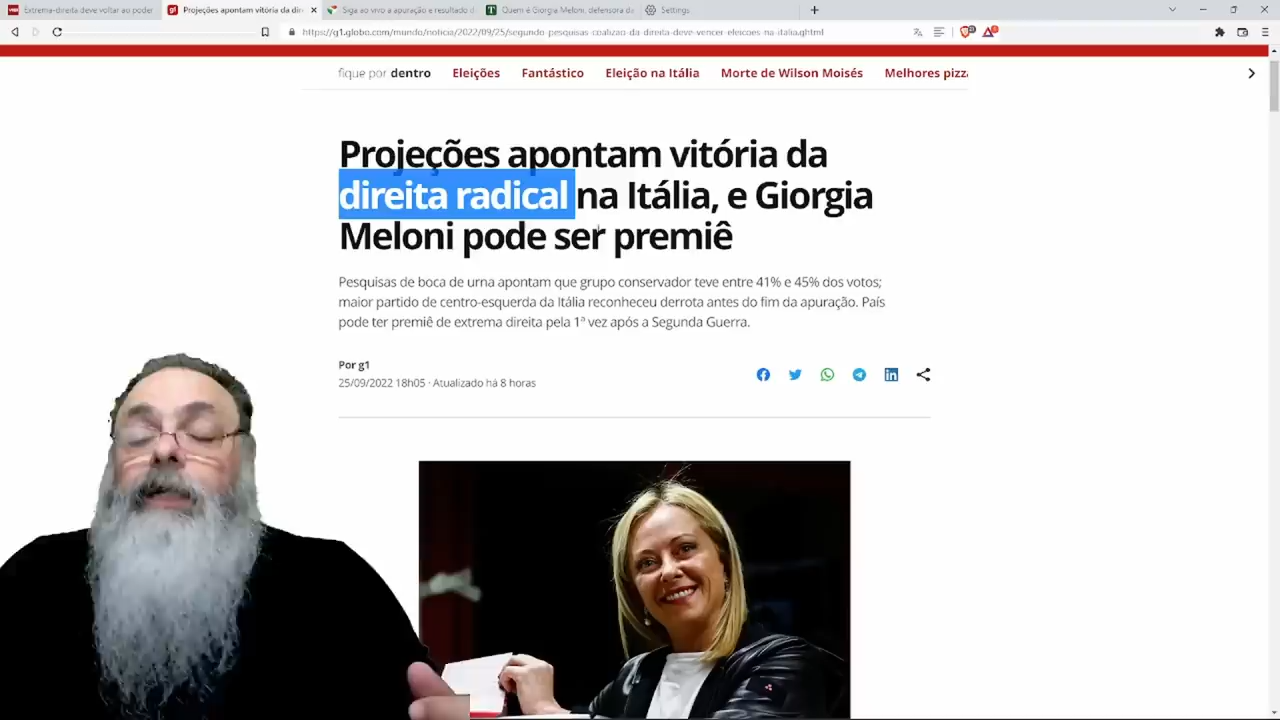 Extrema-direita deve voltar ao poder
Projeções apontam vitória da dir
Siga ao vivo a apuração e resultado d
Quem é Giorgia Meloni, defensora da
Settings
https://g1.globo.com/mundo/noticia/2022/09/25/segundo-pesquisas-coalizao-da-direita-deve-vencer-eleicoes-na-italia.ghtml
fique por dentro Eleições Fantástico Eleição na Itália Morte de Wilson Moisés Melhores pizza
Projeções apontam vitória da
direita radical na Itália, e Giorgia
Meloni pode ser premiê
Pesquisas de boca de urna apontam que grupo conservador teve entre 41% e 45% dos votos;
maior partido de centro-esquerda da Itália reconheceu derrota antes do fim da apuração. País
pode ter premiê de extrema direita pela 1ª vez após a Segunda Guerra.
Por g1
25/09/2022 18h05 · Atualizado há 8 horas